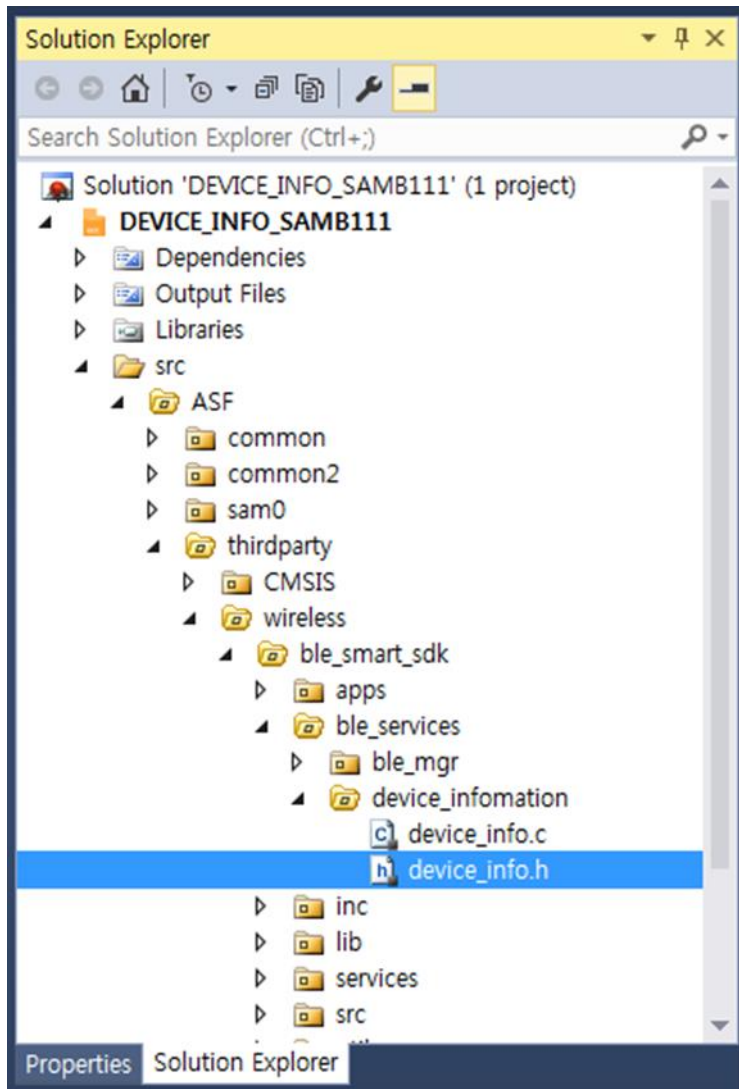 Solution Explorer
Search Solution Explorer (Ctrl+;)
Solution 'DEVICE_INFO_SAMB111' (1 project)
DEVICE_INFO_SAMB111
Dependencies
Output Files
Libraries
src
ASF
common
common2
sam0
thirdparty
CMSIS
wireless
ble_smart_sdk
apps
ble_services
ble_mgr
device_infomation
device_info.c
device_info.h
inc
lib
services
src
Properties Solution Explorer